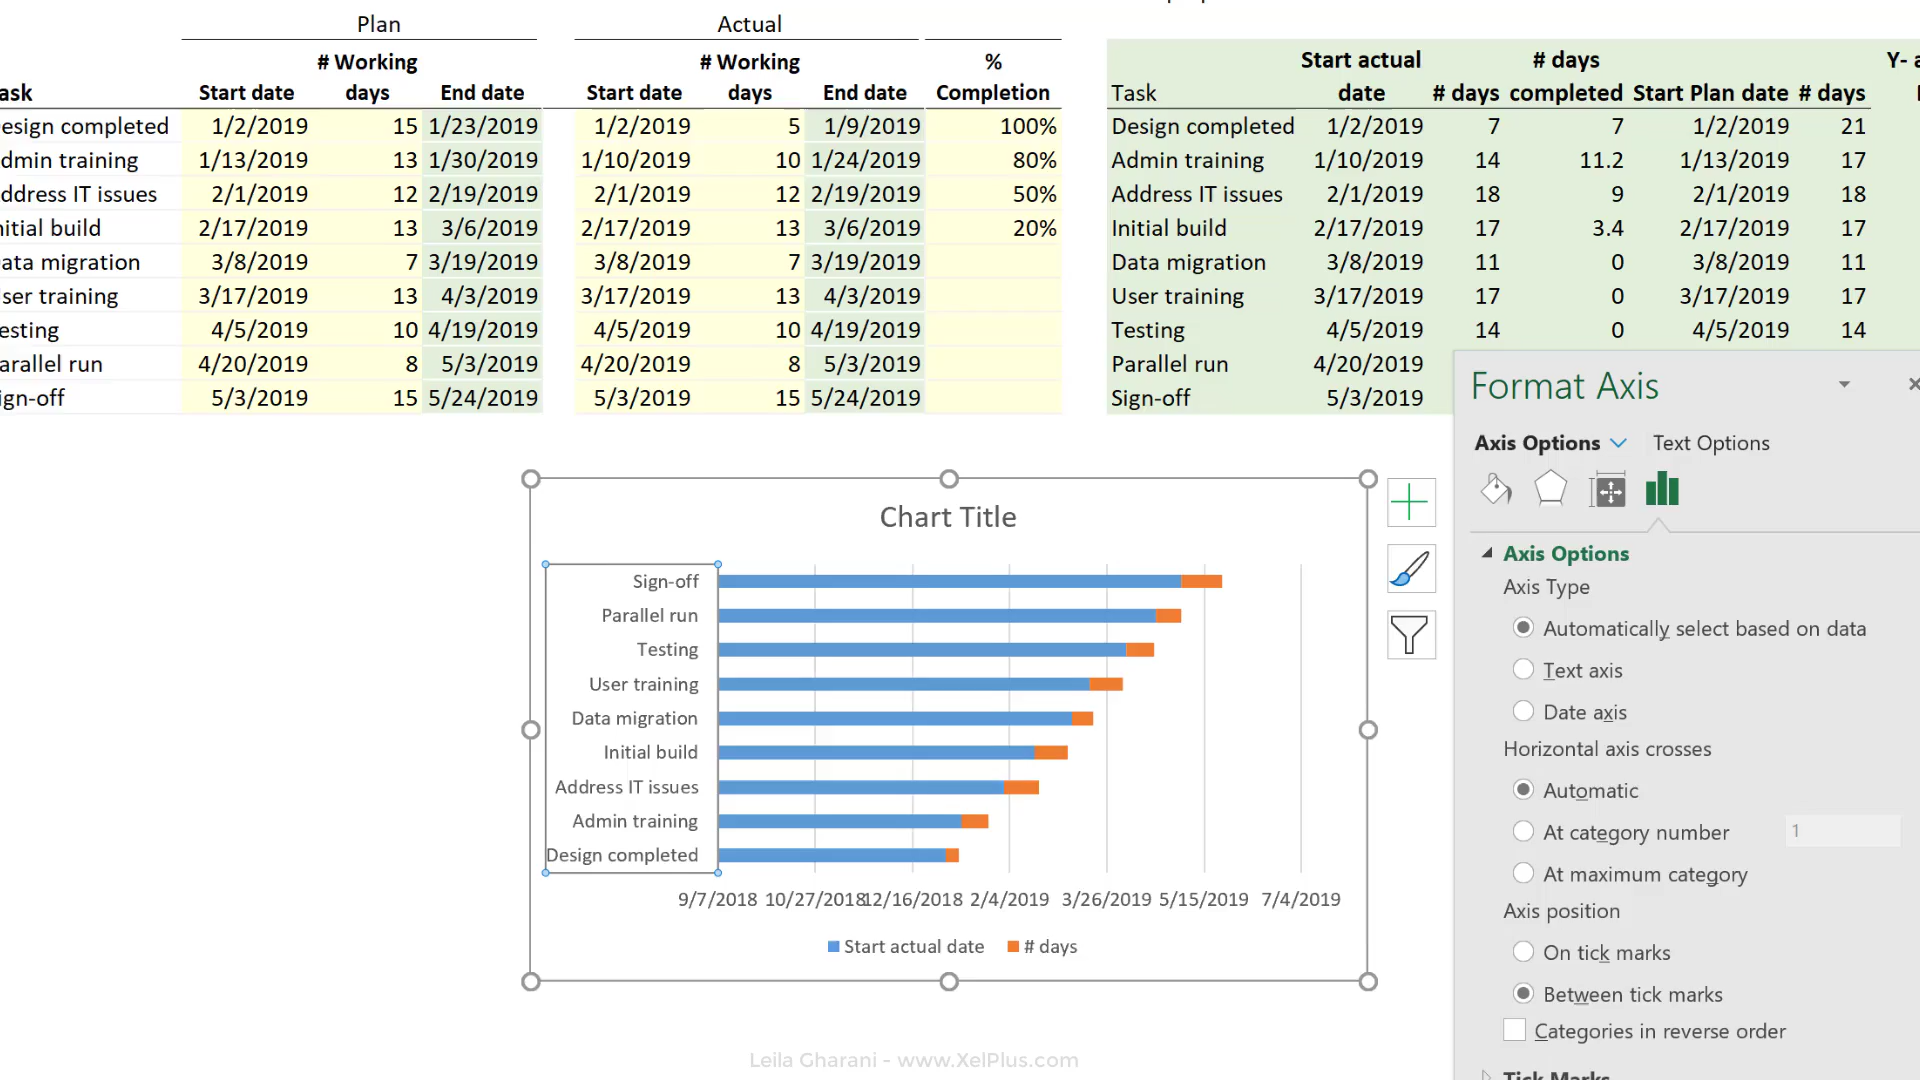 Plan Actual
# Working # Working %
ask Start date days End date Start date days End date Completion
esign completed 1/2/2019 15 1/23/2019 1/2/2019 5 1/9/2019 100%
dmin training 1/13/2019 13 1/30/2019 1/10/2019 10 1/24/2019 80%
ddress IT issues 2/1/2019 12 2/19/2019 2/1/2019 12 2/19/2019 50%
nitial build 2/17/2019 13 3/6/2019 2/17/2019 13 3/6/2019 20%
ata migration 3/8/2019 7 3/19/2019 3/8/2019 7 3/19/2019
ser training 3/17/2019 13 4/3/2019 3/17/2019 13 4/3/2019
esting 4/5/2019 10 4/19/2019 4/5/2019 10 4/19/2019
arallel run 4/20/2019 8 5/3/2019 4/20/2019 8 5/3/2019
ign-off 5/3/2019 15 5/24/2019 5/3/2019 15 5/24/2019
Start actual # days Y- a
Task date # days completed Start Plan date # days
Design completed 1/2/2019 7 7 1/2/2019 21
Admin training 1/10/2019 14 11.2 1/13/2019 17
Address IT issues 2/1/2019 18 9 2/1/2019 18
Initial build 2/17/2019 17 3.4 2/17/2019 17
Data migration 3/8/2019 11 0 3/8/2019 11
User training 3/17/2019 17 0 3/17/2019 17
Testing 4/5/2019 14 0 4/5/2019 14
Parallel run 4/20/2019
Sign-off 5/3/2019
Chart Title
Sign-off
Parallel run
Testing
User training
Data migration
Initial build
Address IT issues
Admin training
Design completed
9/7/2018 10/27/2018 12/16/2018 2/4/2019 3/26/2019 5/15/2019 7/4/2019
Start actual date # days
Format Axis
Axis Options Text Options
Axis Options
Axis Type
Automatically select based on data
Text axis
Date axis
Horizontal axis crosses
Automatic
At category number 1
At maximum category
Axis position
On tick marks
Between tick marks
Categories in reverse order
Tick Marks
Leila Gharani - www.XelPlus.com